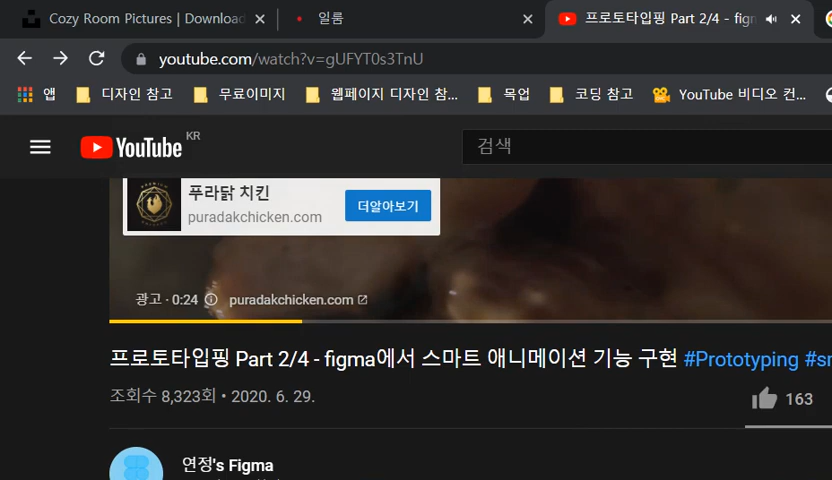 Cozy Room Pictures | Download
일룸
프로토타이핑 Part 2/4 - fign
youtube.com/watch?v=gUFYT0s3TnU
앱
디자인 참고
무료이미지
웹페이지 디자인 참...
목업
코딩 참고
YouTube 비디오 컨...
YouTube KR
검색
푸라닭 치킨
puradakchicken.com
더알아보기
광고 · 0:24
puradakchicken.com
프로토타입핑 Part 2/4 - figma에서 스마트 애니메이션 기능 구현 #Prototyping #sm
조회수 8,323회 • 2020. 6. 29.
163
연정's Figma